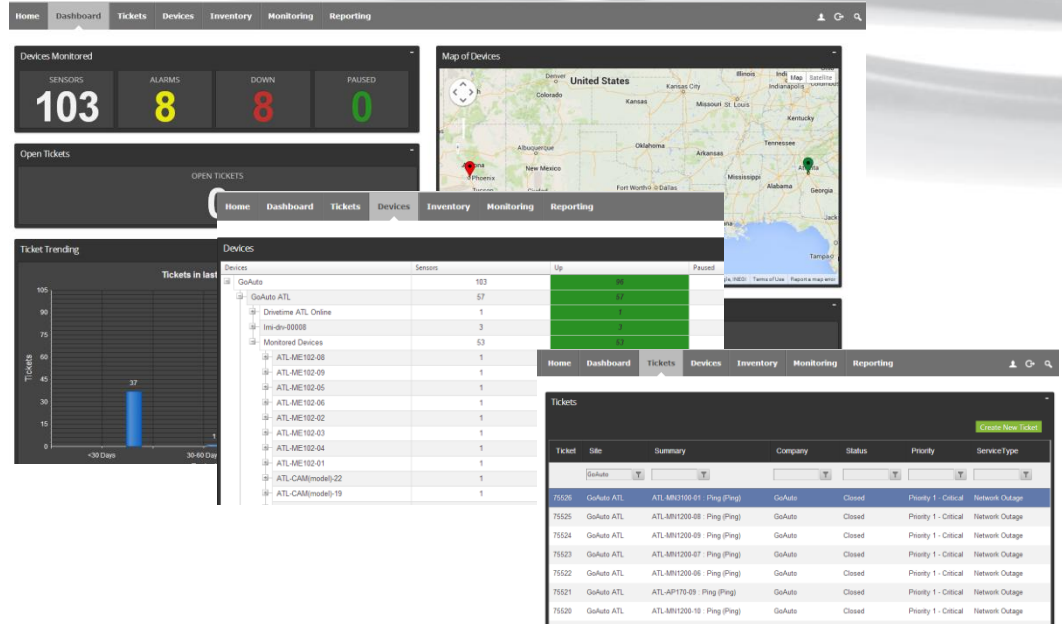 Home Dashboard Tickets Devices Inventory Monitoring Reporting
Devices Monitored
SENSORS ALARMS DOWN PAUSED
103 8 8 0
Open Tickets
OPEN TICKETS
Ticket Trending
Tickets in last
105
90
75
60
45
30
15
0
Tickets
37
1
<30 Days 30-60 Day
Map of Devices
Map Satellite
Denver United States Kansas City Illinois Indianapolis
Colorado Kansas Missouri St. Louis
Kentucky
Albuquerque Oklahoma Arkansas Tennessee
Phoenix New Mexico Mississippi
Tucson Fort Worth Dallas Alabama Georgia
Jack
Tampa
Terms of Use Report a map error
Home Dashboard Tickets Devices Inventory Monitoring Reporting
Devices
Devices Sensors Up Paused
GoAuto 103 96
GoAuto ATL 57 57
Drivetime ATL Online 1 1
lmi-dn-00008 3 3
Monitored Devices 53 53
ATL-ME102-08 1
ATL-ME102-09 1
ATL-ME102-05 1
ATL-ME102-06 1
ATL-ME102-02 1
ATL-ME102-03 1
ATL-ME102-04 1
ATL-ME102-01 1
ATL-CAM(model)-22 1
ATL-CAM(model)-19 1
Home Dashboard Tickets Devices Inventory Monitoring Reporting
Tickets
Create New Ticket
Ticket Site Summary Company Status Priority ServiceType
GoAuto
75526 GoAuto ATL ATL-MN3100-01 : Ping (Ping) GoAuto Closed Priority 1 - Critical Network Outage
75525 GoAuto ATL ATL-MN1200-08 : Ping (Ping) GoAuto Closed Priority 1 - Critical Network Outage
75524 GoAuto ATL ATL-MN1200-09 : Ping (Ping) GoAuto Closed Priority 1 - Critical Network Outage
75523 GoAuto ATL ATL-MN1200-07 : Ping (Ping) GoAuto Closed Priority 1 - Critical Network Outage
75522 GoAuto ATL ATL-MN1200-06 : Ping (Ping) GoAuto Closed Priority 1 - Critical Network Outage
75521 GoAuto ATL ATL-AP170-09 : Ping (Ping) GoAuto Closed Priority 1 - Critical Network Outage
75520 GoAuto ATL ATL-MN1200-10 : Ping (Ping) GoAuto Closed Priority 1 - Critical Network Outage